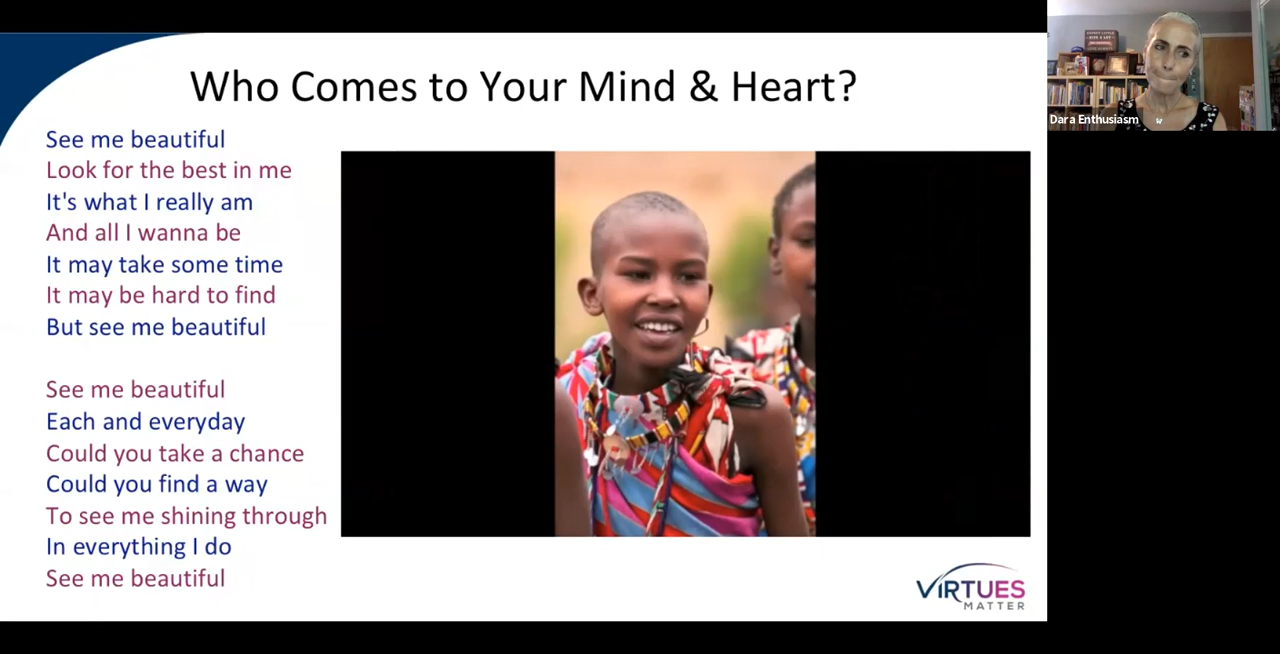 Who Comes to Your Mind & Heart?
See me beautiful
Look for the best in me
It's what I really am
And all I wanna be
It may take some time
It may be hard to find
But see me beautiful
See me beautiful
Each and everyday
Could you take a chance
Could you find a way
To see me shining through
In everything I do
See me beautiful
VIRTUES
MATTER
Dara Enthusiasm